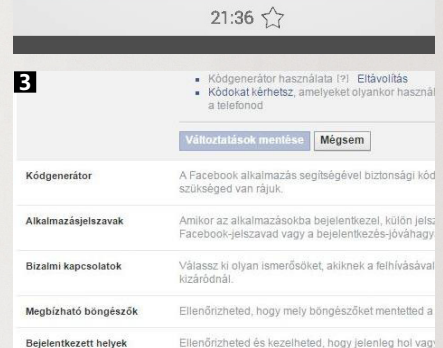 21:36
3
Kódgenerátor használata [?] Eltávolítás
Kódokat kérhetsz, amelyeket olyankor használ
a telefonod
Változtatások mentése Mégsem
Kódgenerátor
A Facebook alkalmazás segítségével biztonsági kód
szükséged van rájuk.
Alkalmazásjelszavak
Amikor az alkalmazásokba bejelentkezel, külön jelsz
Facebook-jelszavad vagy a bejelentkezés-jóváhagy
Bizalmi kapcsolatok
Válassz ki olyan ismerősöket, akiknek a felhívásával
kizáródnál.
Megbízható böngészők
Ellenőrizheted, hogy mely böngészőket mentetted a
Bejelentkezett helyek
Ellenőrizheted és kezelheted, hogy jelenleg hol vagy